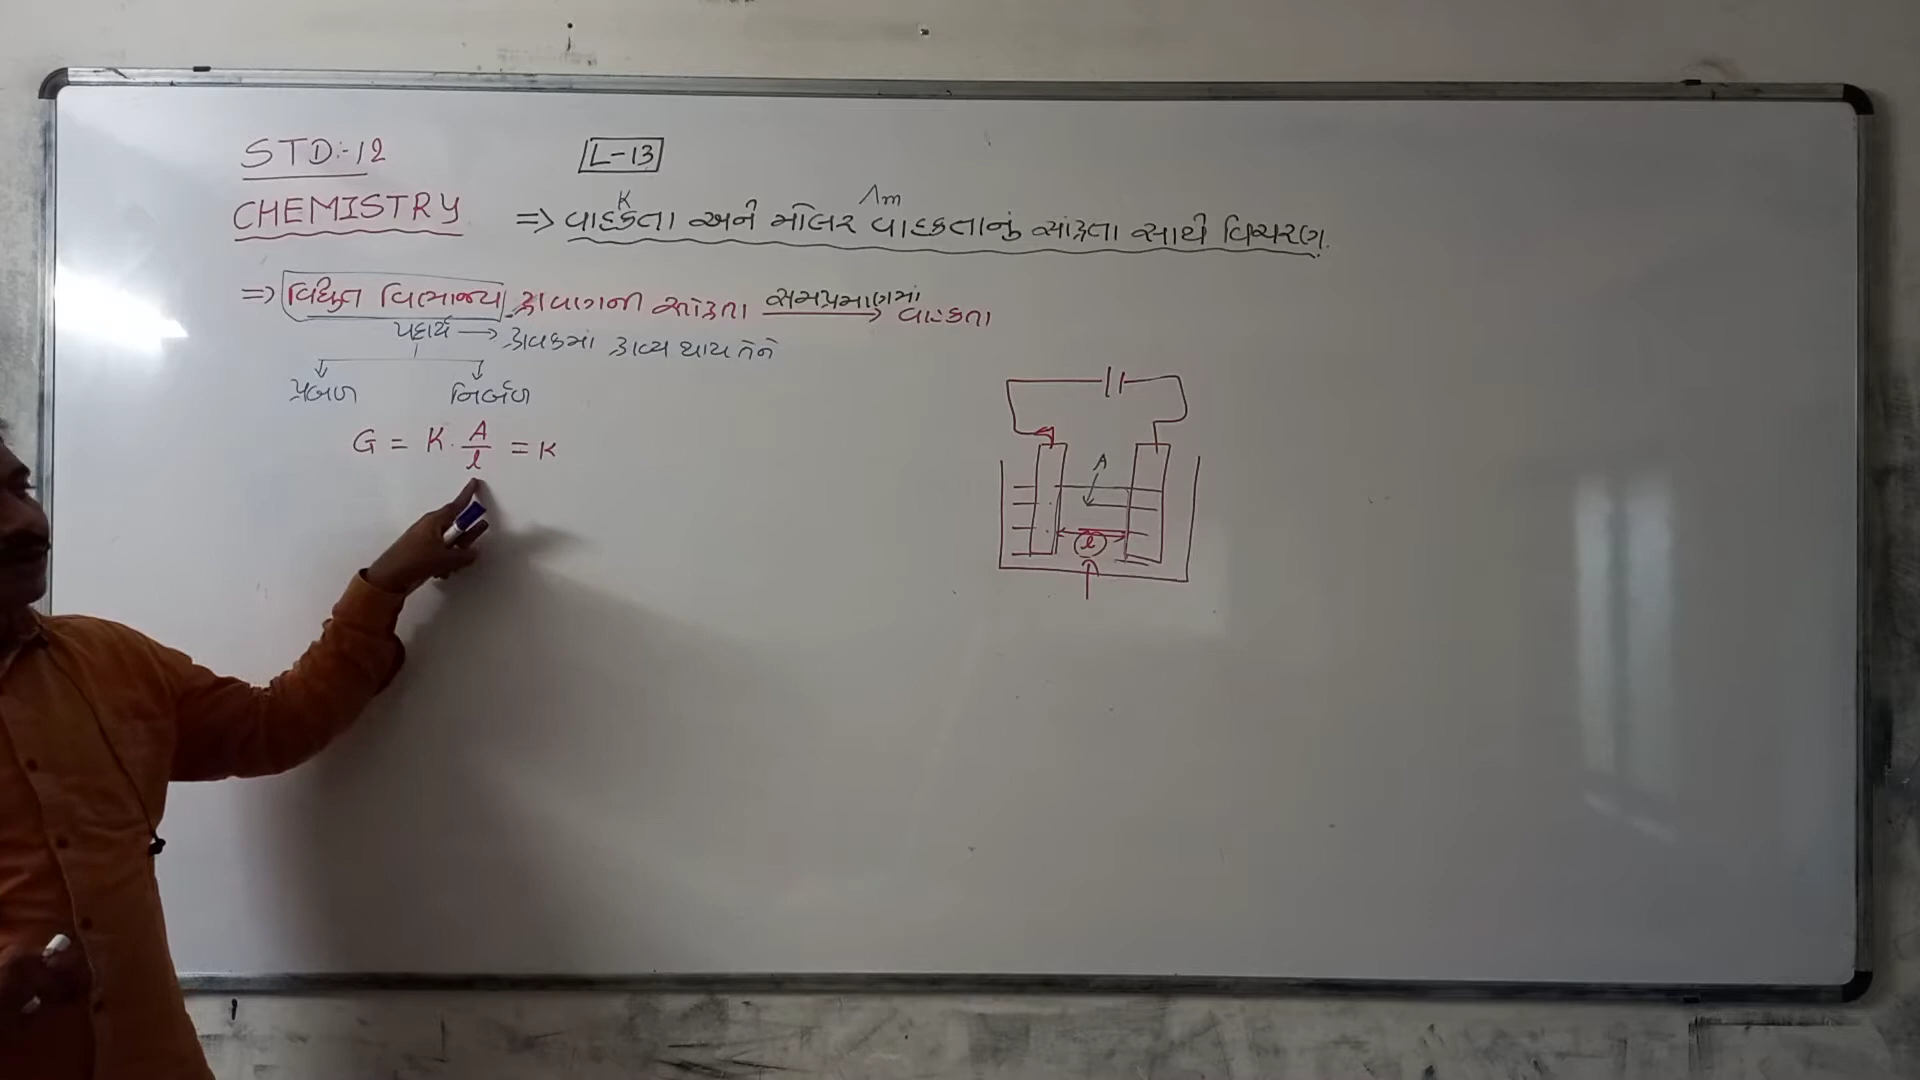 STD:-12
L-13
CHEMISTRY
K Λm
=> વાહકતા અને મોલર વાહકતાનું સાંદ્રતા સાથે વિચરણ.
=> વિદ્યુત વિભાજ્ય દ્રાવણની સાંદ્રતા સમપ્રમાણમાં વાહકતા
પદાર્થ → દ્રાવકમાં દ્રાવ્ય થાય તેને
પ્રબળ નિર્બળ
G = K · A/l = K
A
l